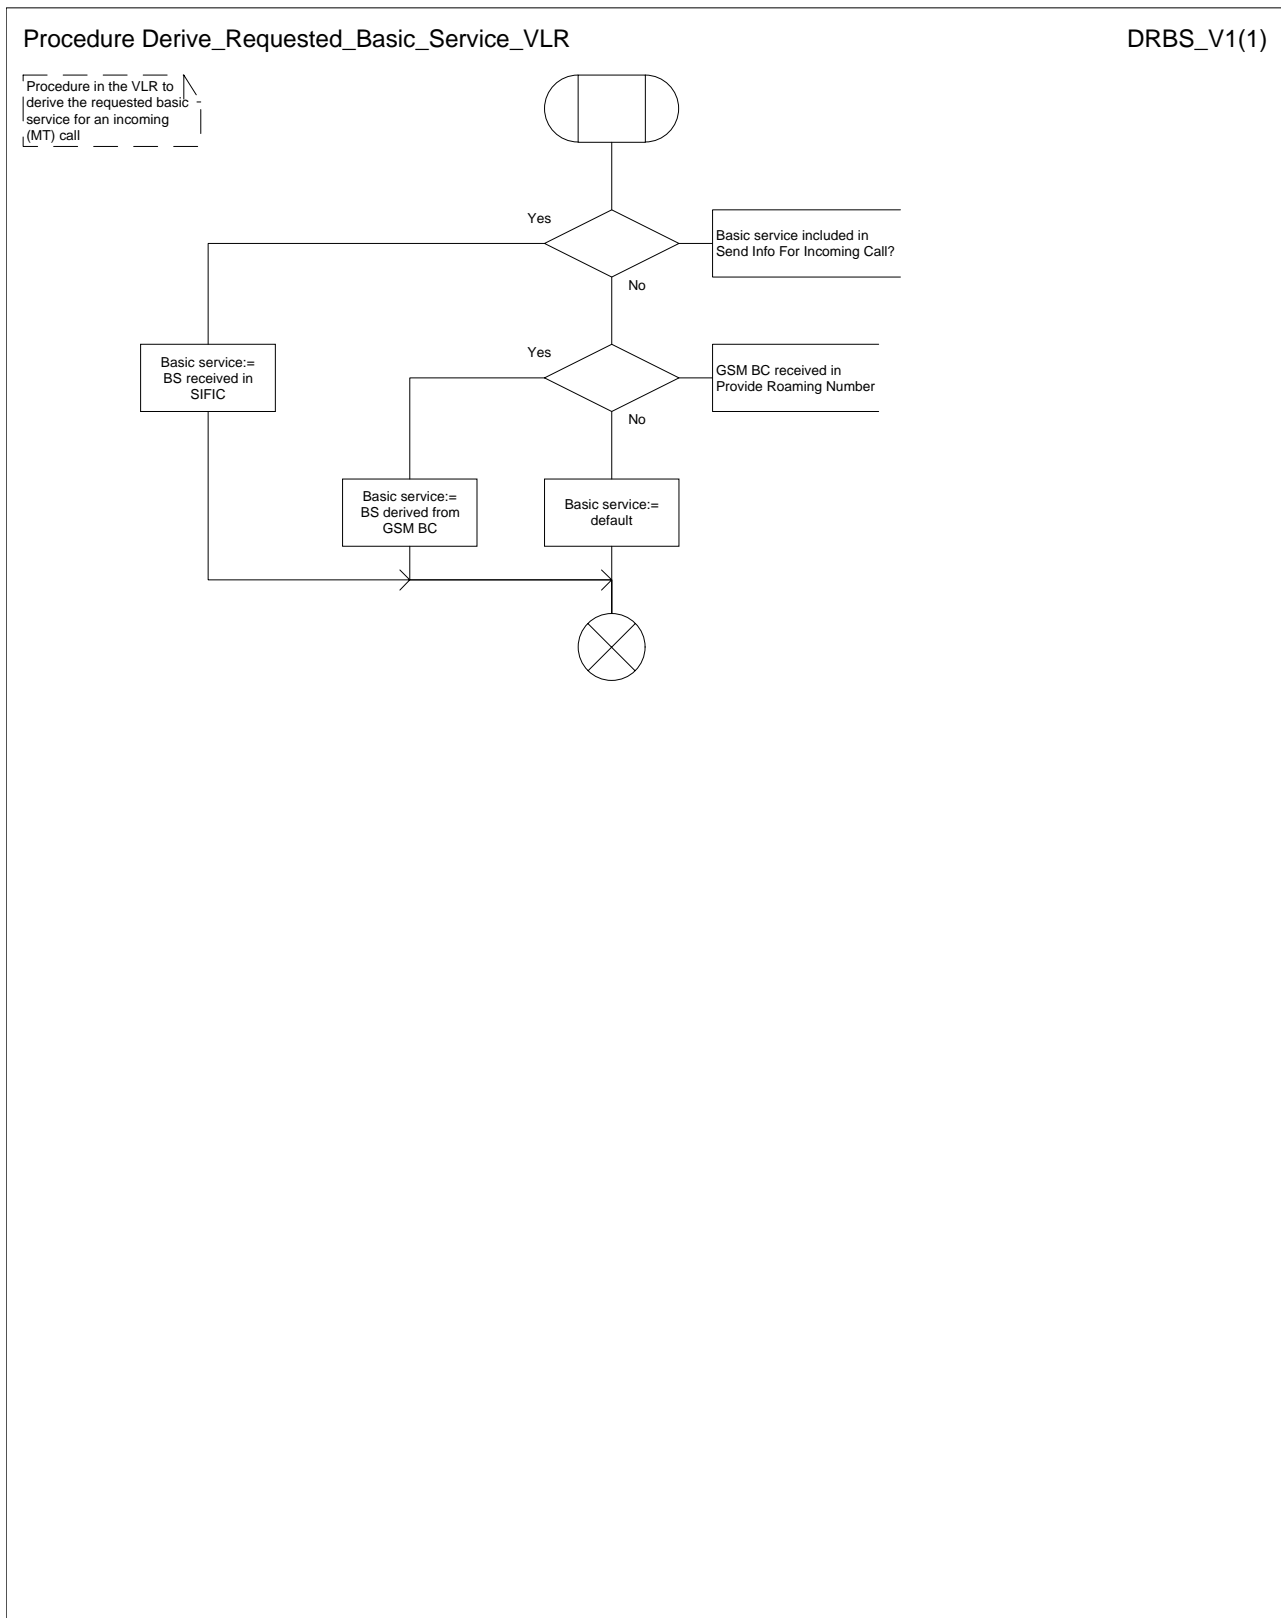 Procedure Derive_Requested_Basic_Service_VLR
DRBS_V1(1)
Procedure in the VLR to
derive the requested basic
service for an incoming
(MT) call
Yes
Basic service included in
Send Info For Incoming Call?
No
Basic service:=
BS received in
SIFIC
Yes
GSM BC received in
Provide Roaming Number
No
Basic service:=
BS derived from
GSM BC
Basic service:=
default